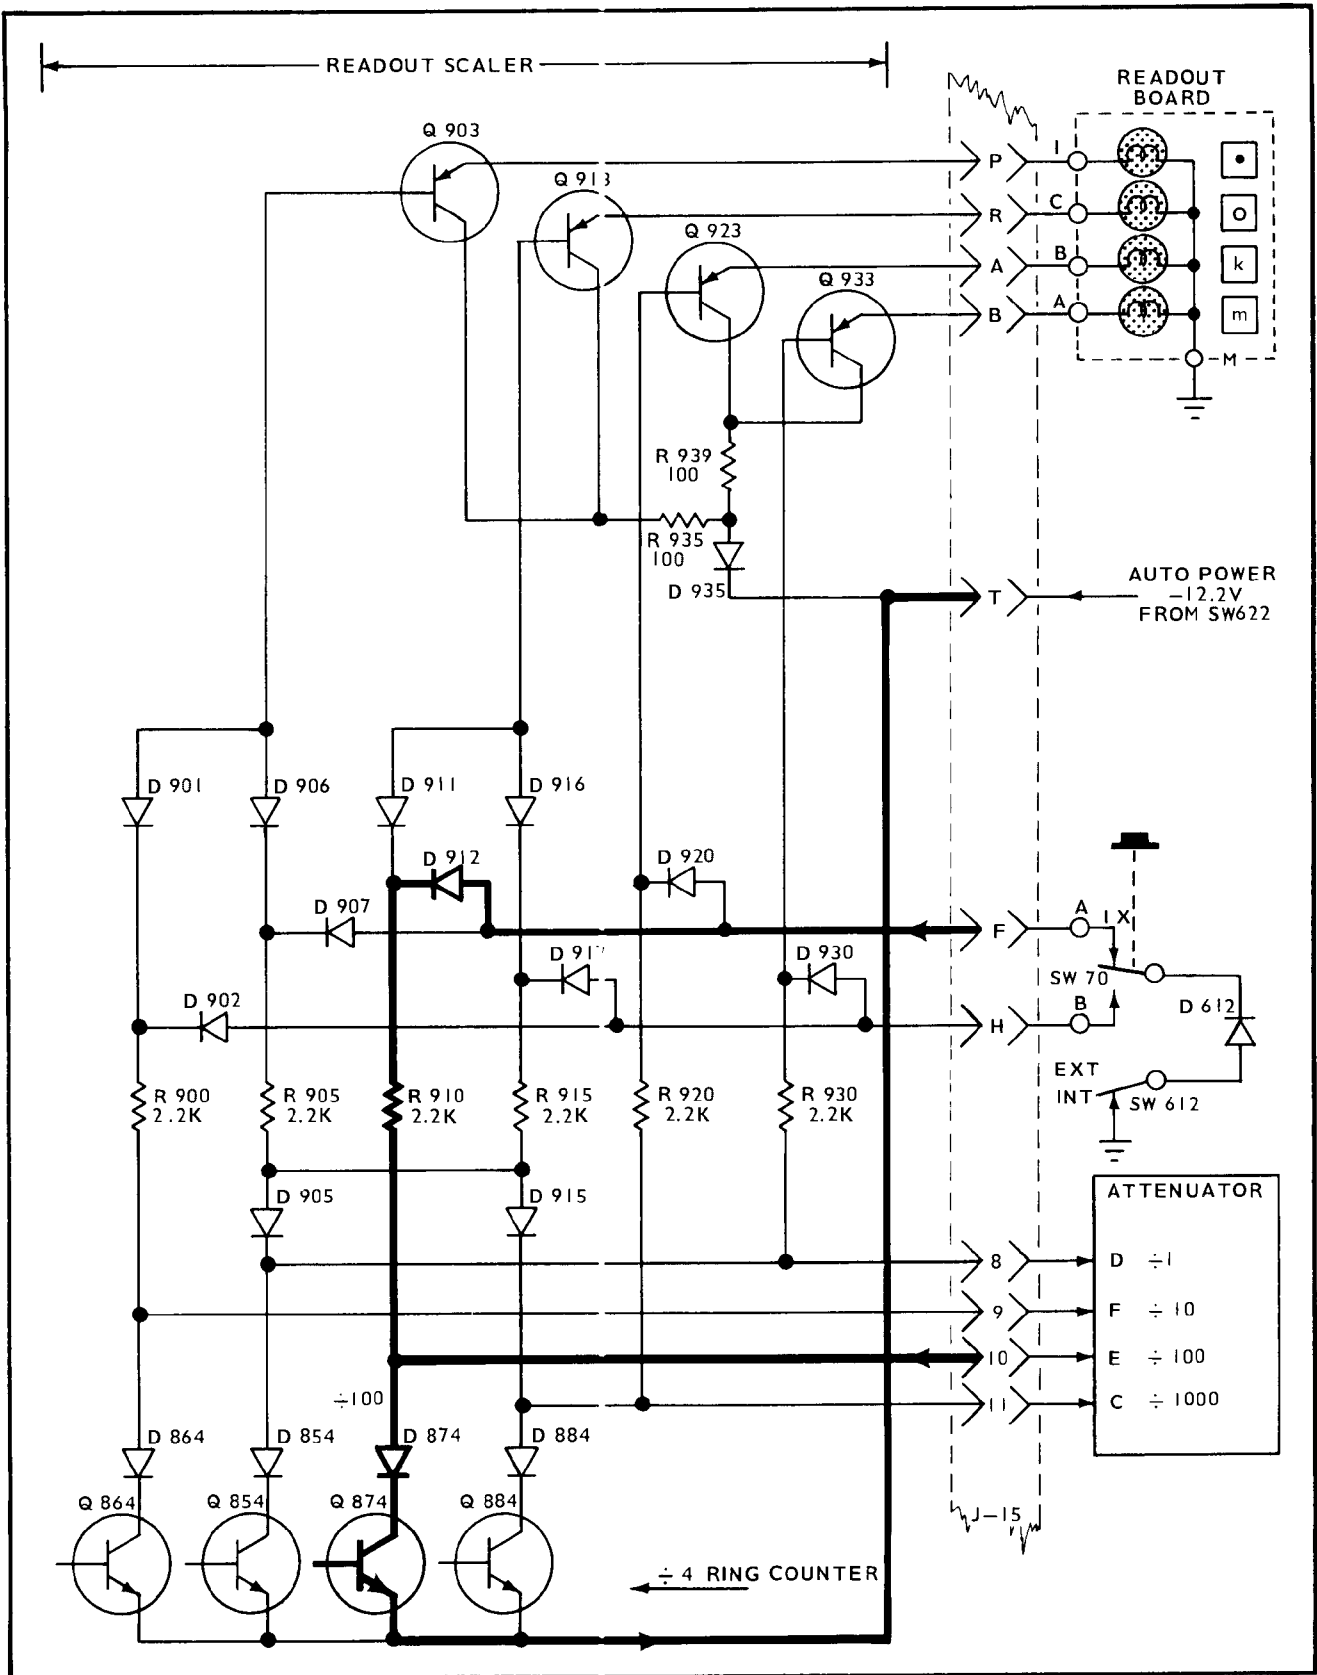 READOUT SCALER
READOUT
BOARD
Q 903
P
I
Q 913
R
C
O
Q 923
A
B
k
Q 933
B
A
m
M
R 939
100
R 935
100
D 935
T
AUTO POWER
-12.2V
FROM SW622
D 901
D 906
D 911
D 916
D 912
D 920
D 907
F
A
1X
D 917
D 930
SW 70
D 902
H
B
D 612
R 900
2.2K
R 905
2.2K
R 910
2.2K
R 915
2.2K
R 920
2.2K
R 930
2.2K
EXT
INT
SW 612
D 905
D 915
ATTENUATOR
8
D ÷1
9
F ÷10
10
E ÷100
11
C ÷1000
÷100
D 864
D 854
D 874
D 884
Q 864
Q 854
Q 874
Q 884
J-15
÷4 RING COUNTER